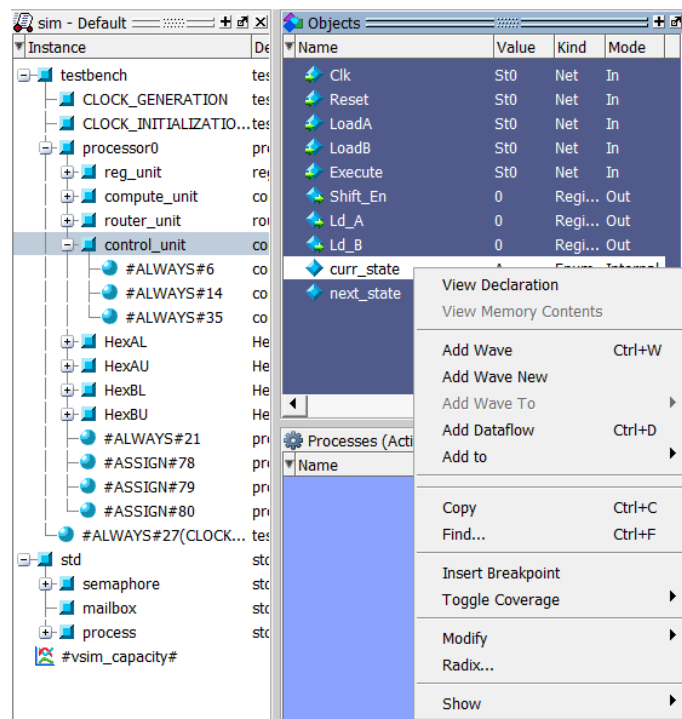 sim - Default
Instance De
testbench tes
CLOCK_GENERATION tes
CLOCK_INITIALIZATIO... tes
processor0 pro
reg_unit reg
compute_unit co
router_unit rou
control_unit co
#ALWAYS#6 co
#ALWAYS#14 co
#ALWAYS#35 co
HexAL He
HexAU He
HexBL He
HexBU He
#ALWAYS#21 pro
#ASSIGN#78 pro
#ASSIGN#79 pro
#ASSIGN#80 pro
#ALWAYS#27(CLOCK... tes
std std
semaphore std
mailbox std
process std
#vsim_capacity#
Objects
Name Value Kind Mode
Clk St0 Net In
Reset St0 Net In
LoadA St0 Net In
LoadB St0 Net In
Execute St0 Net In
Shift_En 0 Regi... Out
Ld_A 0 Regi... Out
Ld_B 0 Regi... Out
curr_state
next_state
Processes (Acti
Name
View Declaration
View Memory Contents
Add Wave Ctrl+W
Add Wave New
Add Wave To
Add Dataflow Ctrl+D
Add to
Copy Ctrl+C
Find... Ctrl+F
Insert Breakpoint
Toggle Coverage
Modify
Radix...
Show